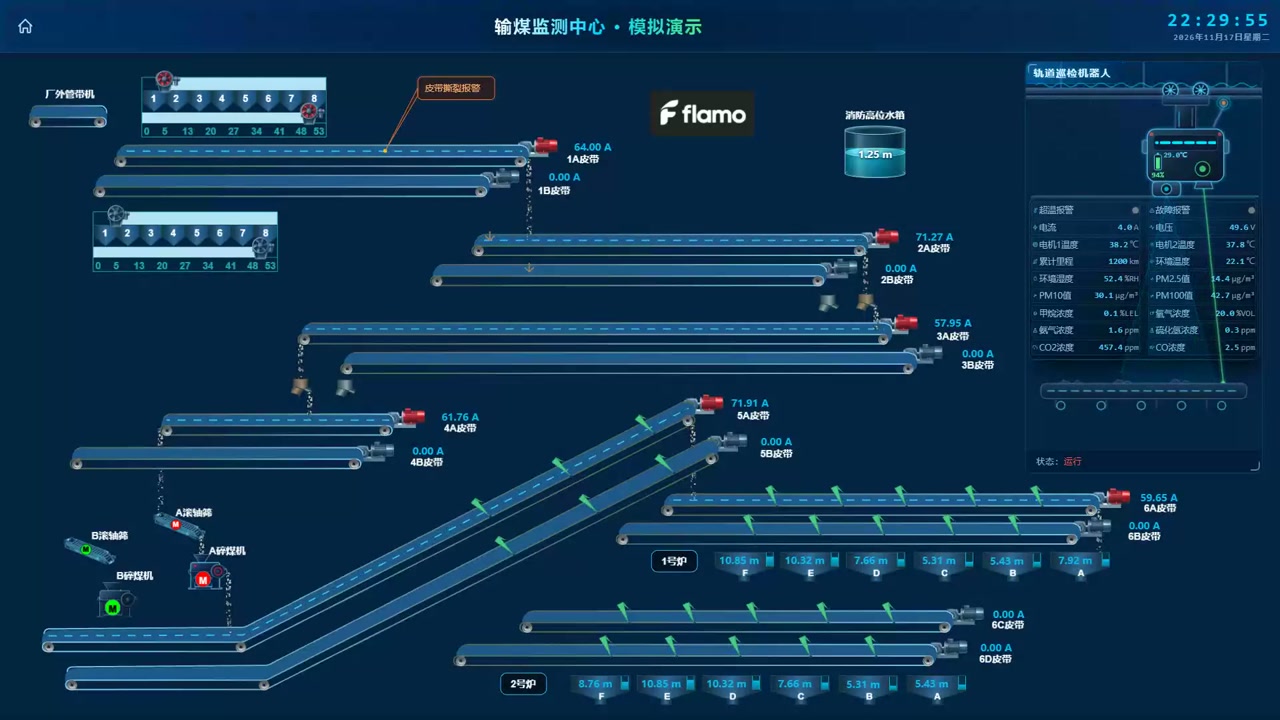 输煤监测中心 · 模拟演示
22:29:55
2026年11月17日星期二
厂外管带机
1 2 3 4 5 6 7 8
0 5 13 20 27 34 41 48 53
皮带撕裂报警
flamo
消防高位水箱
1.25 m
64.00 A
1A皮带
0.00 A
1B皮带
1 2 3 4 5 6 7 8
0 5 13 20 27 34 41 48 53
71.27 A
2A皮带
0.00 A
2B皮带
57.95 A
3A皮带
0.00 A
3B皮带
61.76 A
4A皮带
0.00 A
4B皮带
71.91 A
5A皮带
0.00 A
5B皮带
59.65 A
6A皮带
0.00 A
6B皮带
A滚轴筛
M
B滚轴筛
M
A碎煤机
M
B碎煤机
M
1号炉
10.85 m 10.32 m 7.66 m 5.31 m 5.43 m 7.92 m
F E D C B A
0.00 A
6C皮带
0.00 A
6D皮带
2号炉
8.76 m 10.85 m 10.32 m 7.66 m 5.31 m 5.43 m
F E D C B A
轨道巡检机器人
29.0℃
94%
超温报警 故障报警
电流 4.0 A 电压 49.6 V
电机1温度 38.2 ℃ 电机2温度 37.8 ℃
累计里程 1200 km 环境温度 22.1 ℃
环境湿度 52.4 %RH PM2.5值 14.4 μg/m³
PM10值 30.1 μg/m³ PM100值 42.7 μg/m³
甲烷浓度 0.1 %LEL 氧气浓度 20.0 %VOL
氨气浓度 1.6 ppm 硫化氢浓度 0.3 ppm
CO2浓度 457.4 ppm CO浓度 2.5 ppm
状态: 运行